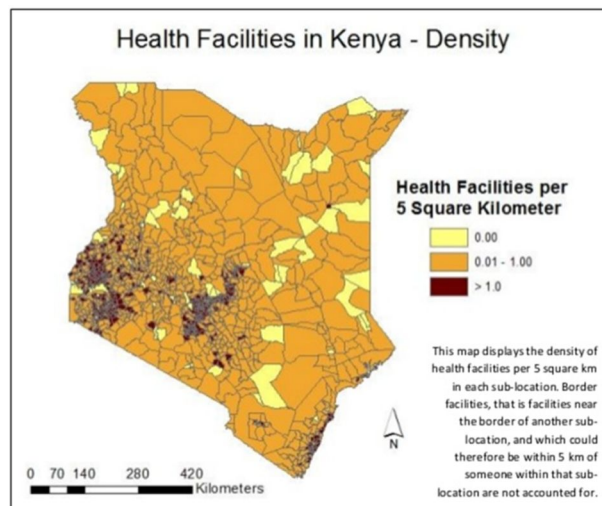 Health Facilities in Kenya - Density
Health Facilities per
5 Square Kilometer
0.00
0.01 - 1.00
> 1.0
This map displays the density of
health facilities per 5 square km
in each sub-location. Border
facilities, that is facilities near
the border of another sub-
location, and which could
therefore be within 5 km of
someone within that sub-
location are not accounted for.
N
0 70 140 280 420
Kilometers